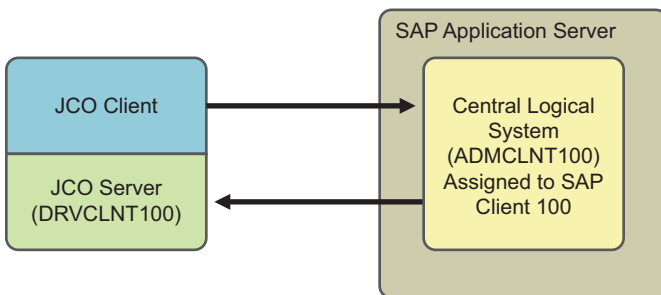 SAP Application Server
JCO Client
JCO Server
(DRVCLNT100)
Central Logical
System
(ADMCLNT100)
Assigned to SAP
Client 100